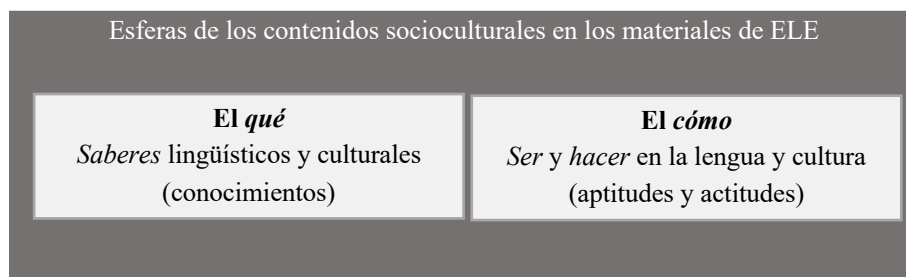 Esferas de los contenidos socioculturales en los materiales de ELE
El qué
Saberes lingüísticos y culturales
(conocimientos)
El cómo
Ser y hacer en la lengua y cultura
(aptitudes y actitudes)